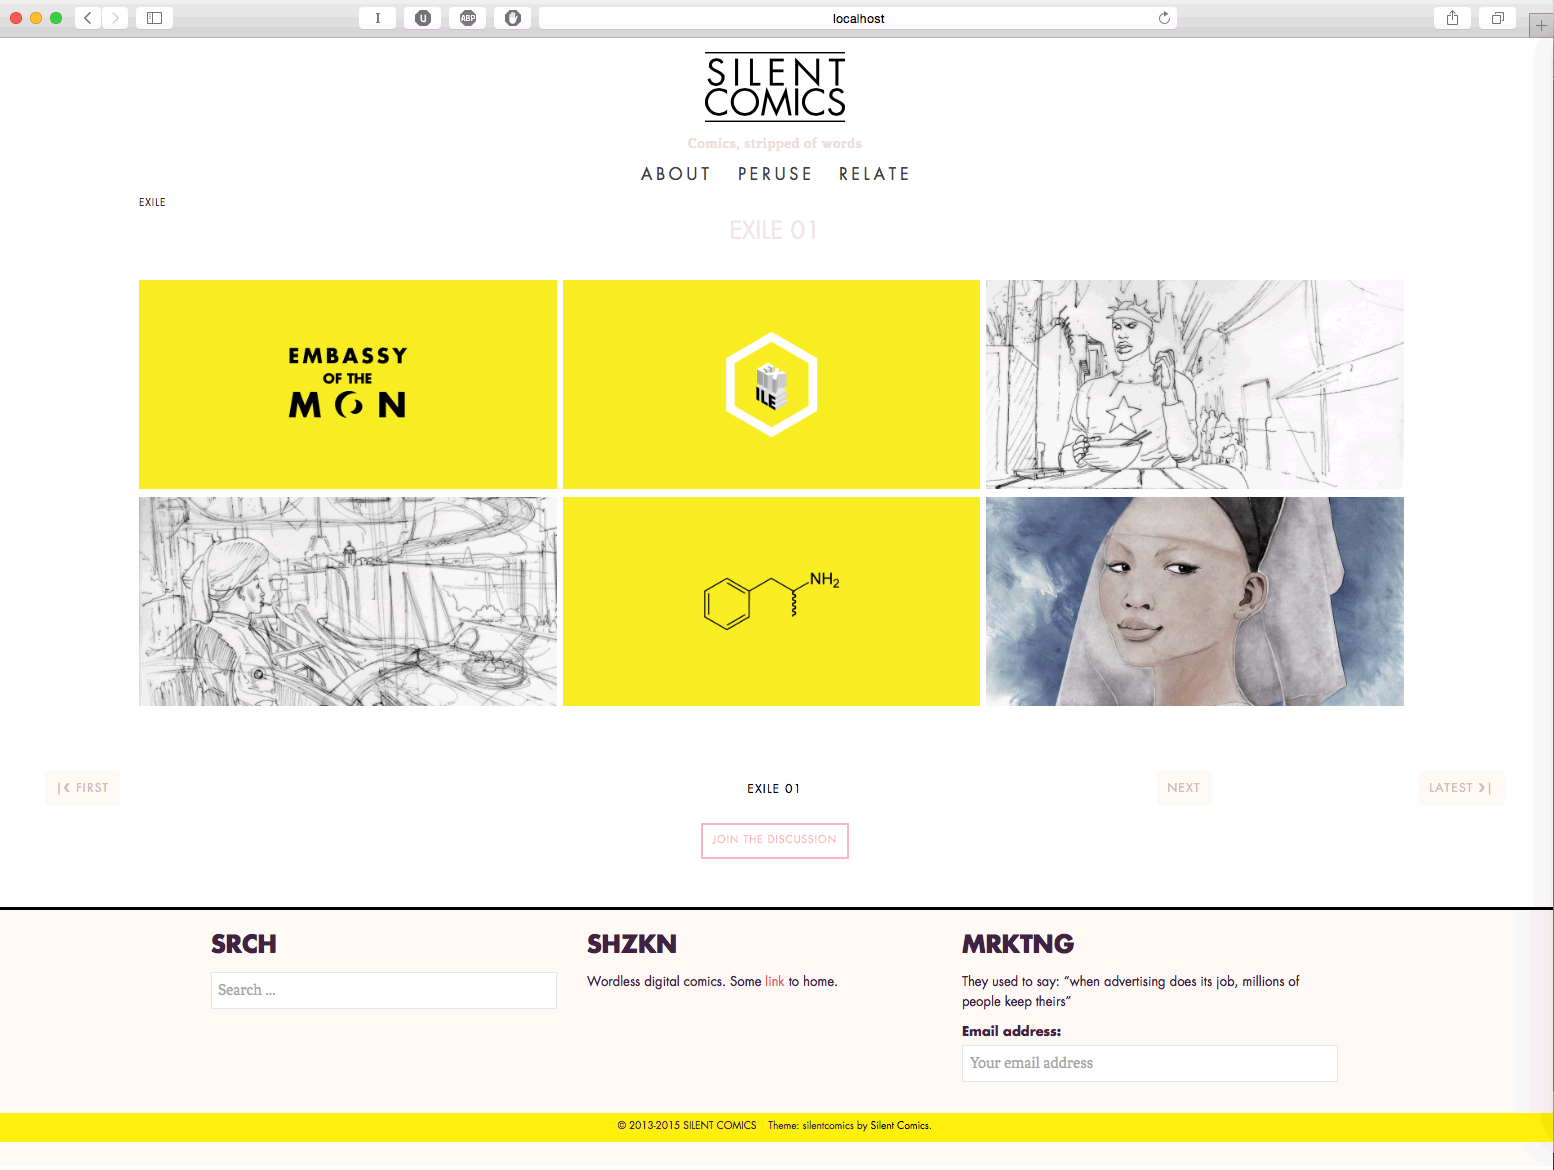 I
U
ABP
localhost
SILENT
COMICS
Comics, stripped of words
ABOUT PERUSE RELATE
EXILE
EXILE 01
EMBASSY
OF THE
MOON
ILE
NH2
|❮ FIRST
EXILE 01
NEXT
LATEST ❯|
JOIN THE DISCUSSION
SRCH
Search ...
SHZKN
Wordless digital comics. Some link to home.
MRKTNG
They used to say: “when advertising does its job, millions of
people keep theirs”
Email address:
Your email address
© 2013-2015 SILENT COMICS | Theme: silentcomics by Silent Comics.